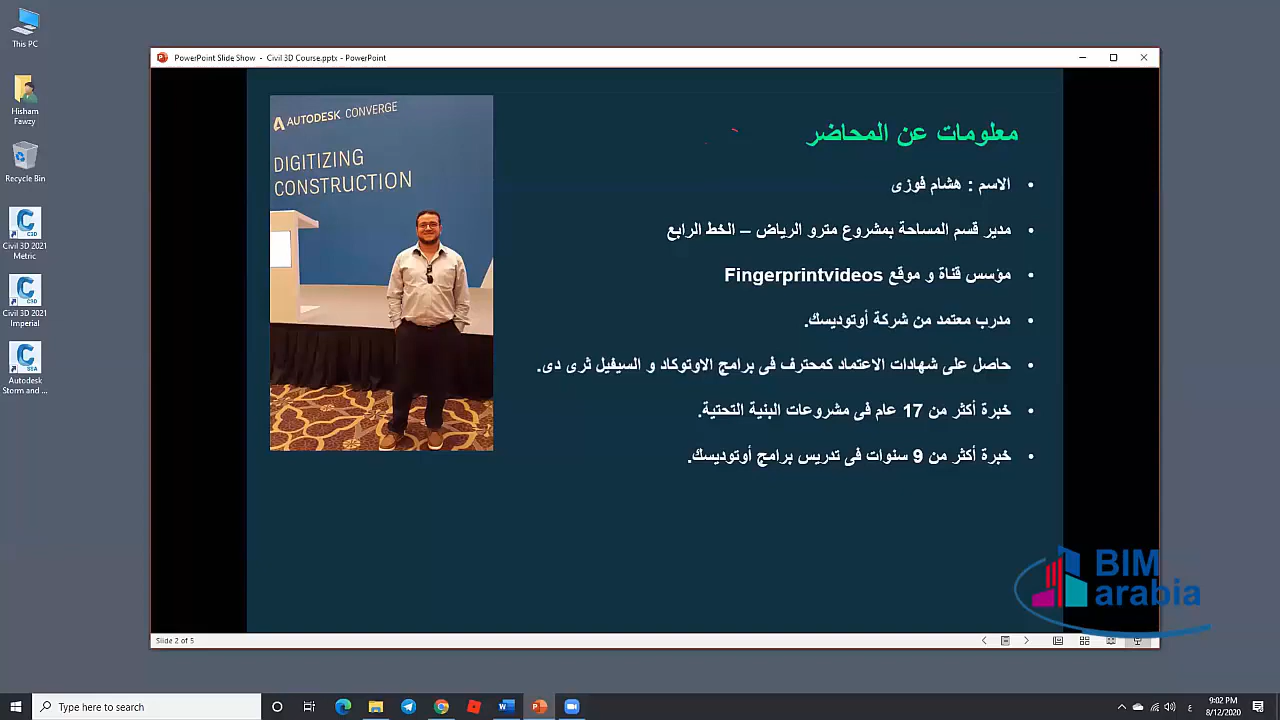 This PC
Hisham
Fawzy
Recycle Bin
Civil 3D 2021
Metric
Civil 3D 2021
Imperial
Autodesk
Storm and ...
PowerPoint Slide Show - Civil 3D Course.pptx - PowerPoint
AUTODESK CONVERGE
DIGITIZING
CONSTRUCTION
معلومات عن المحاضر
• الاسم : هشام فوزى
• مدير قسم المساحة بمشروع مترو الرياض – الخط الرابع
• مؤسس قناة و موقع Fingerprintvideos
• مدرب معتمد من شركة أوتوديسك.
• حاصل على شهادات الاعتماد كمحترف فى برامج الاوتوكاد و السيفيل ثرى دى.
• خبرة أكثر من 17 عام فى مشروعات البنية التحتية.
• خبرة أكثر من 9 سنوات فى تدريس برامج أوتوديسك.
BIM
arabia
Slide 2 of 5
Type here to search
ع
9:02 PM
8/12/2020